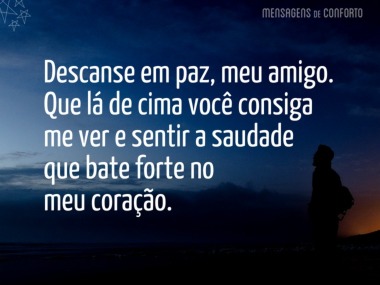 MENSAGENS DE CONFORTO
Descanse em paz, meu amigo.
Que lá de cima você consiga
me ver e sentir a saudade
que bate forte no
meu coração.